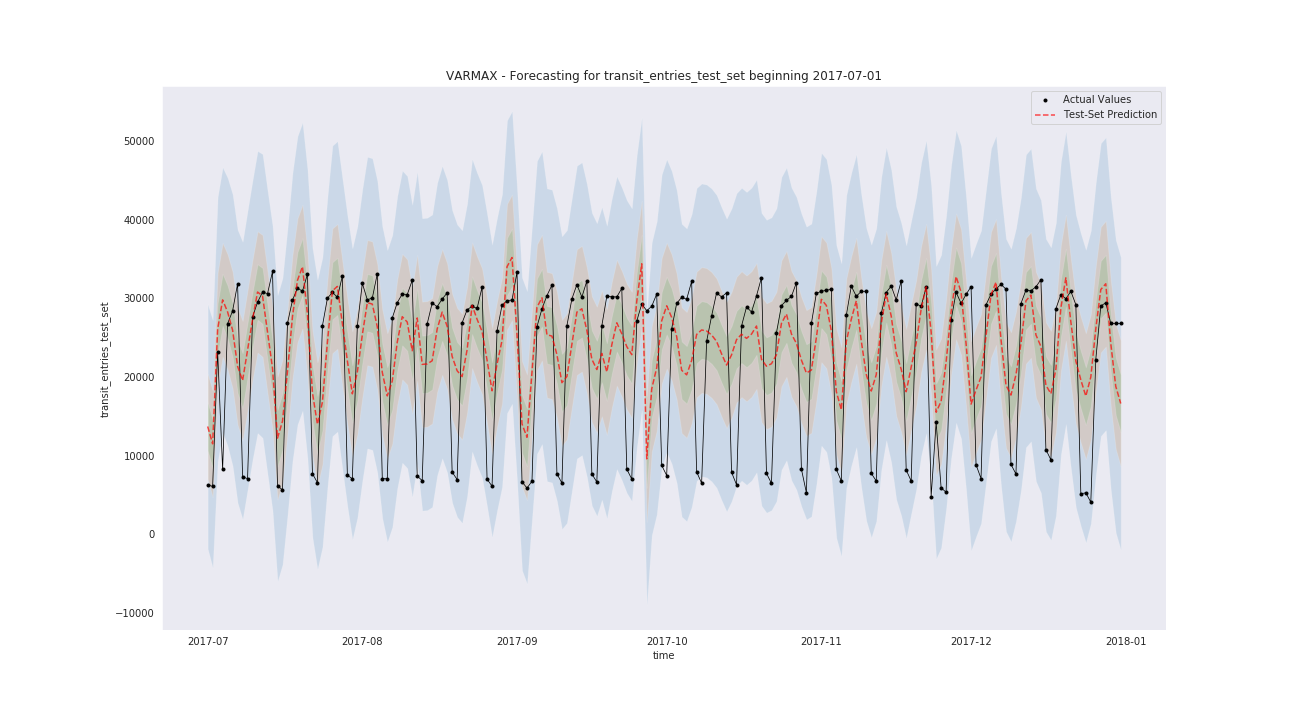 VARMAX - Forecasting for transit_entries_test_set beginning 2017-07-01
Actual Values
Test-Set Prediction
50000
40000
30000
20000
10000
0
−10000
transit_entries_test_set
2017-07 2017-08 2017-09 2017-10 2017-11 2017-12 2018-01
time